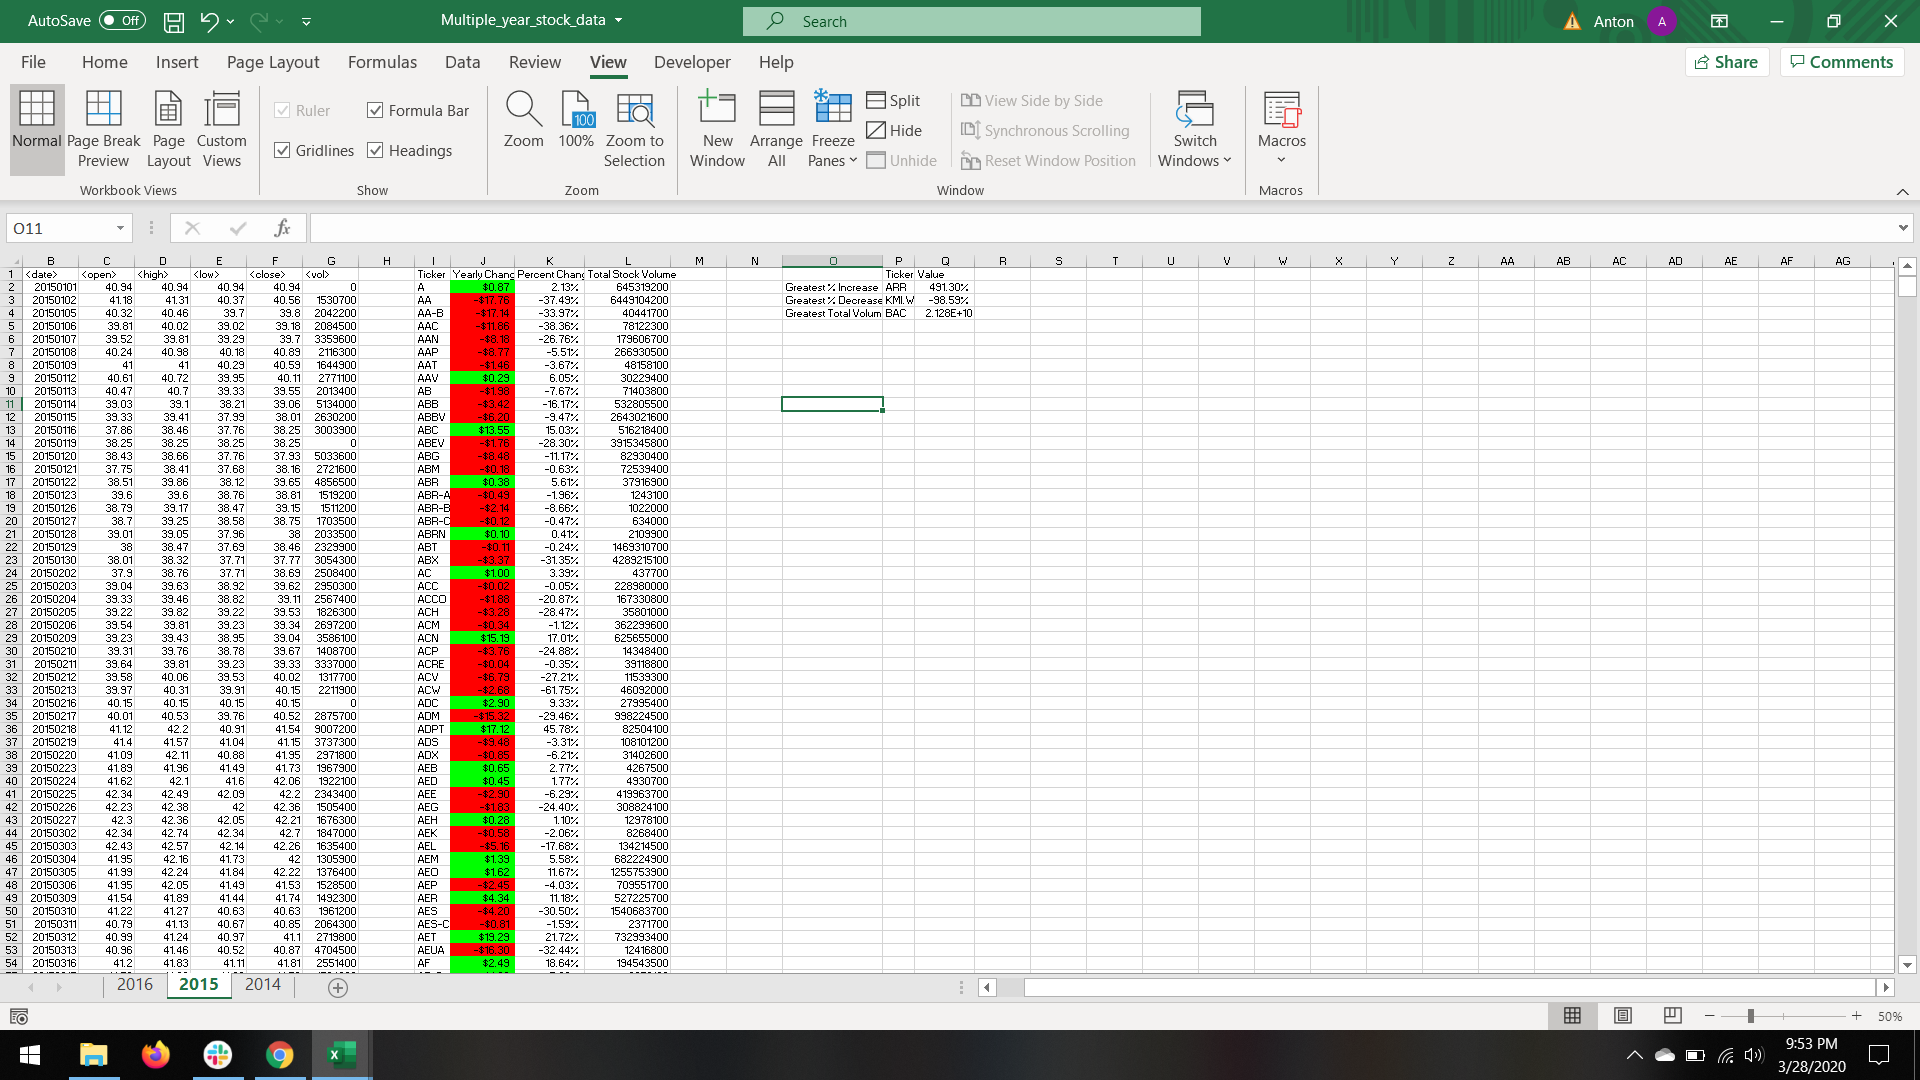 AutoSave Off Multiple_year_stock_data Search Anton A
File Home Insert Page Layout Formulas Data Review View Developer Help Share Comments
Normal Page Break Preview Page Layout Custom Views
Workbook Views
Ruler Formula Bar
Gridlines Headings
Show
Zoom 100% Zoom to Selection
Zoom
New Window Arrange All Freeze Panes Split Hide Unhide
View Side by Side
Synchronous Scrolling
Reset Window Position
Switch Windows
Window
Macros
Macros
O11 fx
B C D E F G H I J K L M N O P Q R S T U V W X Y Z AA AB AC AD AE AF AG
1 <date> <open> <high> <low> <close> <vol> Ticker Yearly Chang Percent Chang Total Stock Volume Ticker Value
2 20150101 40.94 40.94 40.94 40.94 0 A $0.87 2.13% 645319200 Greatest % Increase ARR 491.30%
3 20150102 41.18 41.31 40.37 40.56 1530700 AA -$17.76 -37.49% 6449104200 Greatest % Decrease KMI.W -98.59%
4 20150105 40.32 40.46 39.7 39.8 2042200 AA-B -$17.14 -33.97% 40441700 Greatest Total Volum BAC 2.128E+10
5 20150106 39.81 40.02 39.02 39.18 2084500 AAC -$11.86 -38.36% 78122300
6 20150107 39.52 39.81 39.29 39.7 3359600 AAN -$8.18 -26.76% 179606700
7 20150108 40.24 40.98 40.18 40.89 2116300 AAP -$8.77 -5.51% 266930500
8 20150109 41 41 40.29 40.59 1644900 AAT -$1.46 -3.67% 48158100
9 20150112 40.61 40.72 39.95 40.11 2771100 AAV $0.29 6.05% 30229400
10 20150113 40.47 40.7 39.33 39.55 2013400 AB -$1.98 -7.67% 71403800
11 20150114 39.03 39.1 38.21 39.06 5134000 ABB -$3.42 -16.17% 532805500
12 20150115 39.33 39.41 37.99 38.01 2630200 ABBV -$6.20 -9.47% 2643021600
13 20150116 37.86 38.46 37.76 38.25 3003900 ABC $13.55 15.03% 516218400
14 20150119 38.25 38.25 38.25 38.25 0 ABEV -$1.76 -28.30% 3915345800
15 20150120 38.43 38.66 37.76 37.93 5033600 ABG -$8.48 -11.17% 82930400
16 20150121 37.75 38.41 37.68 38.16 2721600 ABM -$0.18 -0.63% 72539400
17 20150122 38.51 39.86 38.12 39.65 4856500 ABR $0.38 5.61% 37916900
18 20150123 39.6 39.6 38.76 38.81 1519200 ABR-A -$0.49 -1.96% 1243100
19 20150126 38.79 39.17 38.47 39.15 1511200 ABR-B -$2.14 -8.66% 1022000
20 20150127 38.7 39.25 38.58 38.75 1703500 ABR-C -$0.12 -0.47% 634000
21 20150128 39.01 39.05 37.96 38 2033500 ABRN $0.10 0.41% 2109900
22 20150129 38 38.47 37.69 38.46 2329900 ABT -$0.11 -0.24% 1469310700
23 20150130 38.01 38.32 37.71 37.77 3054300 ABX -$3.37 -31.35% 4289215100
24 20150202 37.9 38.76 37.71 38.69 2508400 AC $1.00 3.39% 437700
25 20150203 39.04 39.63 38.92 39.62 2950300 ACC -$0.02 -0.05% 228980000
26 20150204 39.33 39.46 38.82 39.11 2567400 ACCO -$1.88 -20.87% 167330800
27 20150205 39.22 39.82 39.22 39.53 1826300 ACH -$3.28 -28.47% 35801000
28 20150206 39.54 39.81 39.23 39.34 2697200 ACM -$0.34 -1.12% 362299600
29 20150209 39.23 39.43 38.95 39.04 3586100 ACN $15.19 17.01% 625655000
30 20150210 39.31 39.76 38.78 39.67 1408700 ACP -$3.76 -24.88% 14348400
31 20150211 39.64 39.81 39.23 39.33 3337000 ACRE -$0.04 -0.35% 39118800
32 20150212 39.58 40.06 39.53 40.02 1317700 ACV -$6.79 -27.21% 11539300
33 20150213 39.97 40.31 39.91 40.15 2211900 ACW -$2.68 -61.75% 46092000
34 20150216 40.15 40.15 40.15 40.15 0 ADC $2.90 9.33% 27995400
35 20150217 40.01 40.53 39.76 40.52 2875700 ADM -$15.32 -29.46% 998224500
36 20150218 41.12 42.2 40.91 41.54 9007200 ADPT $17.12 45.78% 82504100
37 20150219 41.4 41.57 41.04 41.15 3737300 ADS -$9.46 -3.31% 108101200
38 20150220 41.09 42.11 40.88 41.95 2971800 ADX -$0.85 -6.21% 31402600
39 20150223 41.89 41.96 41.49 41.73 1967900 AEB $0.65 2.77% 4267500
40 20150224 41.62 42.1 41.6 42.06 1922100 AED $0.45 1.77% 4930700
41 20150225 42.34 42.49 42.09 42.2 2343400 AEE -$2.90 -6.29% 419963700
42 20150226 42.23 42.38 42 42.36 1505400 AEG -$1.83 -24.40% 308824100
43 20150227 42.3 42.36 42.05 42.21 1676300 AEH $0.28 1.10% 12978100
44 20150302 42.34 42.74 42.34 42.7 1847000 AEK -$0.58 -2.06% 8268400
45 20150303 42.43 42.57 42.14 42.26 1635400 AEL -$5.16 -17.68% 134214500
46 20150304 41.95 42.16 41.73 42 1305900 AEM $1.39 5.58% 682224900
47 20150305 41.99 42.24 41.84 42.22 1376400 AEO $1.62 11.67% 1255753900
48 20150306 41.95 42.05 41.49 41.53 1528500 AEP -$2.45 -4.03% 709551700
49 20150309 41.54 41.89 41.44 41.74 1492300 AER $4.34 11.18% 527225700
50 20150310 41.22 41.27 40.63 40.63 1961200 AES -$4.20 -30.50% 1540683700
51 20150311 40.79 41.13 40.67 40.85 2064300 AES-C -$0.81 -1.59% 2371700
52 20150312 40.99 41.24 40.97 41.1 2719800 AET $19.29 21.72% 732993400
53 20150313 40.96 41.46 40.52 40.87 4704500 AEUA -$16.30 -32.44% 12416800
54 20150316 41.2 41.83 41.11 41.81 2551400 AF $2.49 18.64% 194543500
2016 2015 2014
50%
9:53 PM
3/28/2020